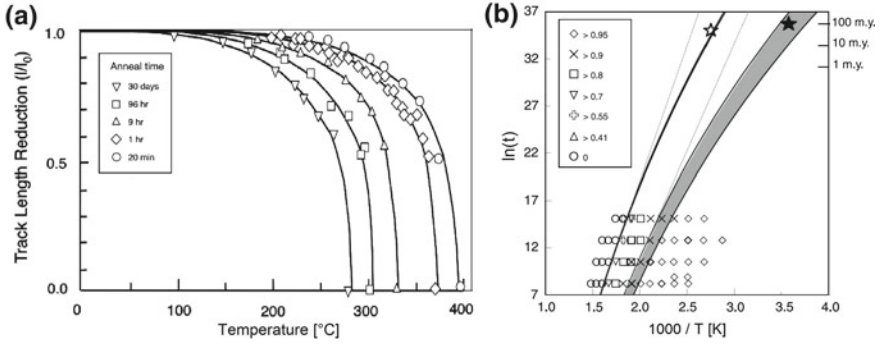 (a)
Track Length Reduction (l/l0)
1.0
0.5
0.0
Anneal time
30 days
96 hr
9 hr
1 hr
20 min
0 100 200 300 400
Temperature [°C]
(b)
ln(t)
37
32
27
22
17
12
7
> 0.95
> 0.9
> 0.8
> 0.7
> 0.55
> 0.41
0
100 m.y.
10 m.y.
1 m.y.
1.0 1.5 2.0 2.5 3.0 3.5 4.0
1000 / T [K]